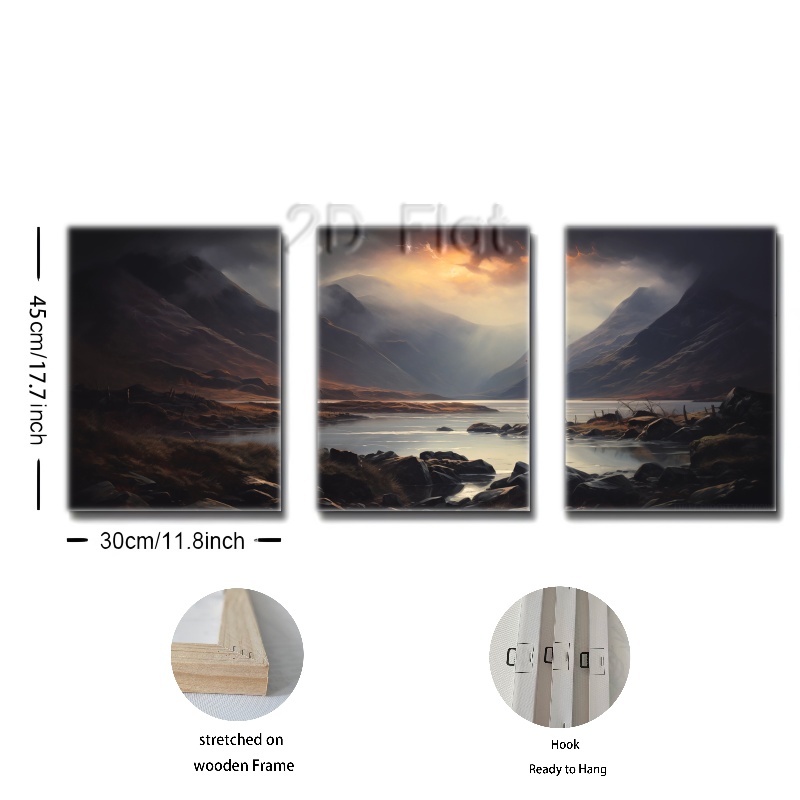 2D Flat
45cm/17.7inch
30cm/11.8inch
stretched on
wooden Frame
Hook
Ready to Hang